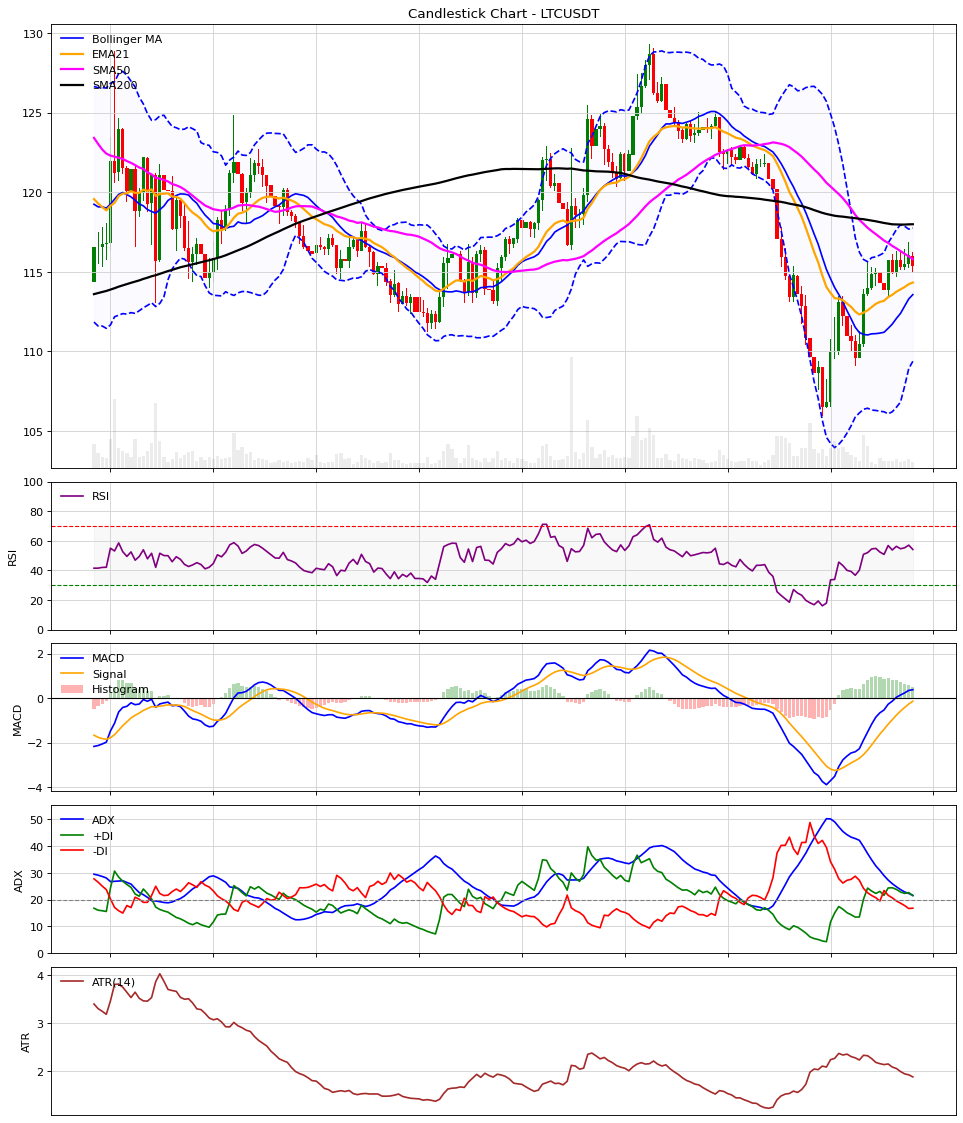 Candlestick Chart - LTCUSDT
130
125
120
115
110
105
Bollinger MA
EMA21
SMA50
SMA200
100
80
60
40
20
0
RSI
RSI
2
0
−2
−4
MACD
MACD
Signal
Histogram
50
40
30
20
10
0
ADX
ADX
+DI
-DI
4
3
2
ATR
ATR(14)